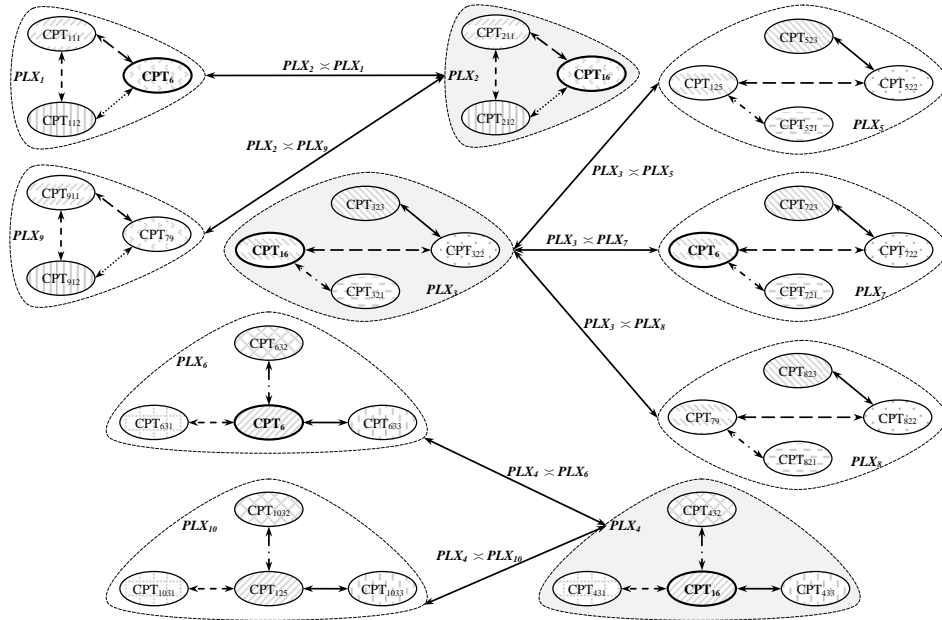 CPT111
PLX1
CPT6
CPT112
PLX2 ≍ PLX1
CPT211
PLX2
CPT16
CPT212
CPT523
CPT125
CPT522
CPT521
PLX5
PLX2 ≍ PLX9
CPT911
PLX9
CPT79
CPT912
CPT323
CPT16
CPT322
CPT321
PLX3
PLX3 ≍ PLX5
PLX3 ≍ PLX7
PLX3 ≍ PLX8
CPT723
CPT6
CPT722
CPT721
PLX7
CPT632
PLX6
CPT631
CPT6
CPT633
CPT823
CPT79
CPT822
CPT821
PLX8
PLX4 ≍ PLX6
CPT1032
PLX10
CPT1031
CPT125
CPT1033
PLX4 ≍ PLX10
CPT432
PLX4
CPT431
CPT16
CPT433